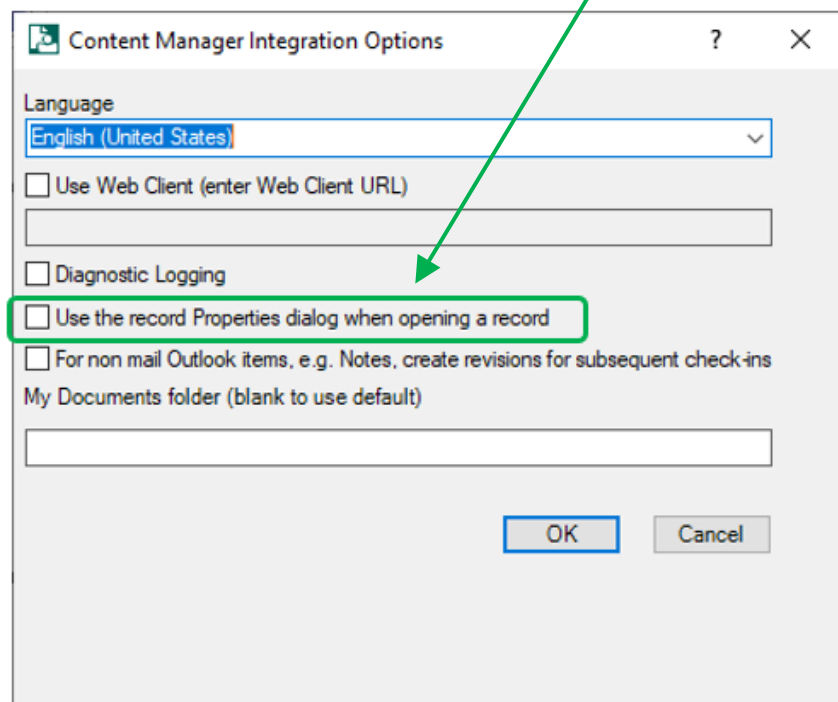 Content Manager Integration Options ? ×
Language
English (United States)
Use Web Client (enter Web Client URL)
Diagnostic Logging
Use the record Properties dialog when opening a record
For non mail Outlook items, e.g. Notes, create revisions for subsequent check-ins
My Documents folder (blank to use default)
OK Cancel